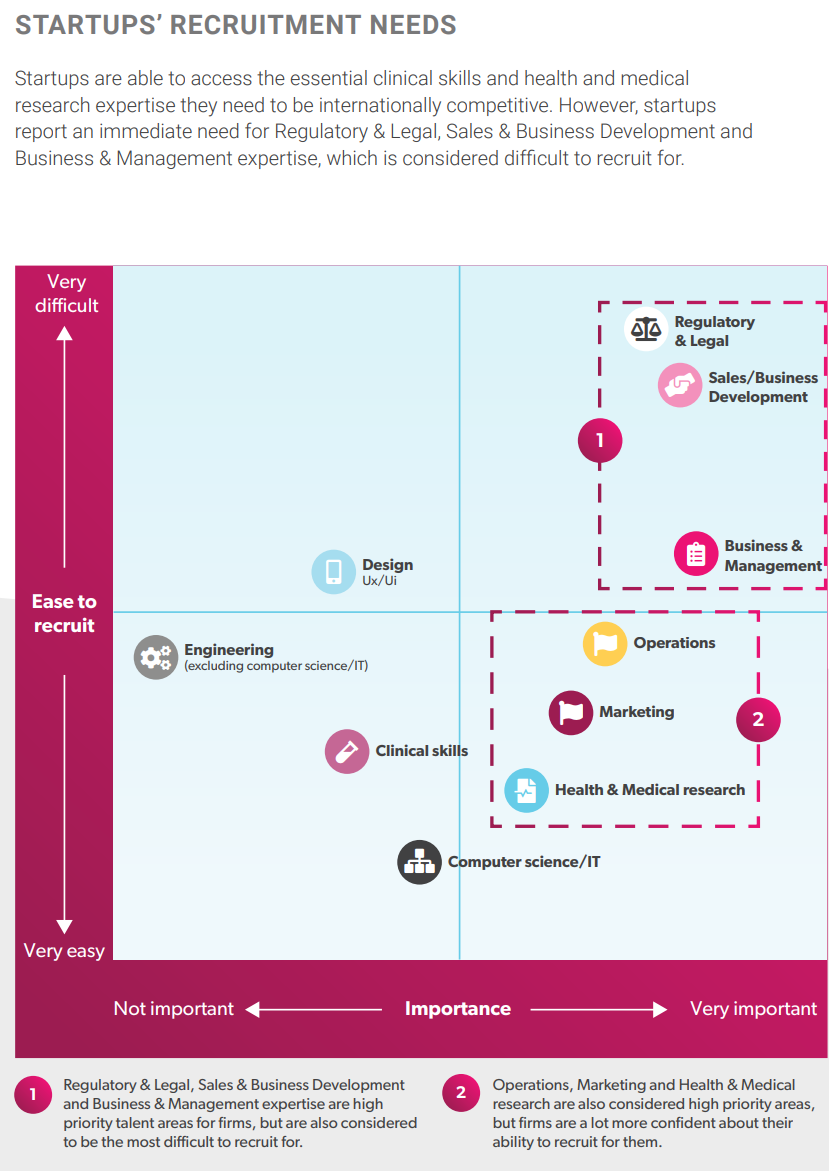 STARTUPS’ RECRUITMENT NEEDS
Startups are able to access the essential clinical skills and health and medical
research expertise they need to be internationally competitive. However, startups
report an immediate need for Regulatory & Legal, Sales & Business Development and
Business & Management expertise, which is considered difficult to recruit for.
Very
difficult
Regulatory
& Legal
Sales/Business
Development
1
Business &
Management
Design
Ux/Ui
Ease to
recruit
Engineering
(excluding computer science/IT)
Operations
Marketing
2
Clinical skills
Health & Medical research
Computer science/IT
Very easy
Not important
Importance
Very important
1
Regulatory & Legal, Sales & Business Development
and Business & Management expertise are high
priority talent areas for firms, but are also considered
to be the most difficult to recruit for.
2
Operations, Marketing and Health & Medical
research are also considered high priority areas,
but firms are a lot more confident about their
ability to recruit for them.